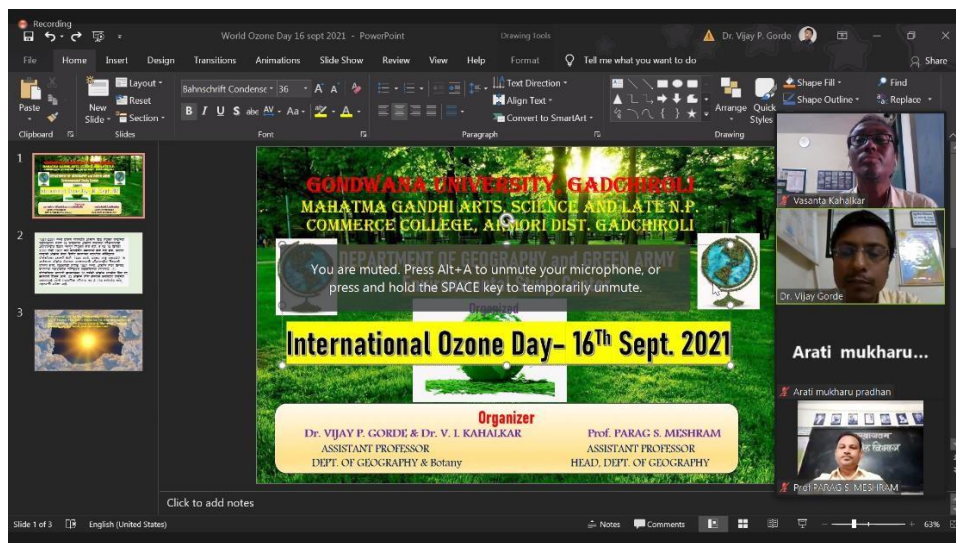 Recording
World Ozone Day 16 sept 2021 - PowerPoint
Drawing Tools
Dr. Vijay P. Gorde
File Home Insert Design Transitions Animations Slide Show Review View Help Format Tell me what you want to do
Share
Paste
Clipboard
New
Slide
Layout
Reset
Section
Slides
Bahnschrift Condense 36
B I U S abc AV Aa A
Font
Text Direction
Align Text
Convert to SmartArt
Paragraph
Arrange
Quick
Styles
Drawing
Shape Fill
Shape Outline
Find
Replace
1
2
3
GONDWANA UNIVERSITY, GADCHIROLI
MAHATMA GANDHI ARTS, SCIENCE AND LATE N.P.
COMMERCE COLLEGE, ARMORI DIST. GADCHIROLI
DEPARTMENT OF GEOGRAPHY and GREEN ARMY
You are muted. Press Alt+A to unmute your microphone, or
press and hold the SPACE key to temporarily unmute.
Organized
International Ozone Day– 16Th Sept. 2021
Organizer
Dr. VIJAY P. GORDE & Dr. V. I. KAHALKAR
ASSISTANT PROFESSOR
DEPT. OF GEOGRAPHY & Botany
Prof. PARAG S. MESHRAM
ASSISTANT PROFESSOR
HEAD, DEPT. OF GEOGRAPHY
Vasanta Kahalkar
Dr. Vijay Gorde
Arati mukharu...
Arati mukharu pradhan
Prof PARAG S. MESHRAM
Click to add notes
Slide 1 of 3 English (United States)
Notes Comments 63%